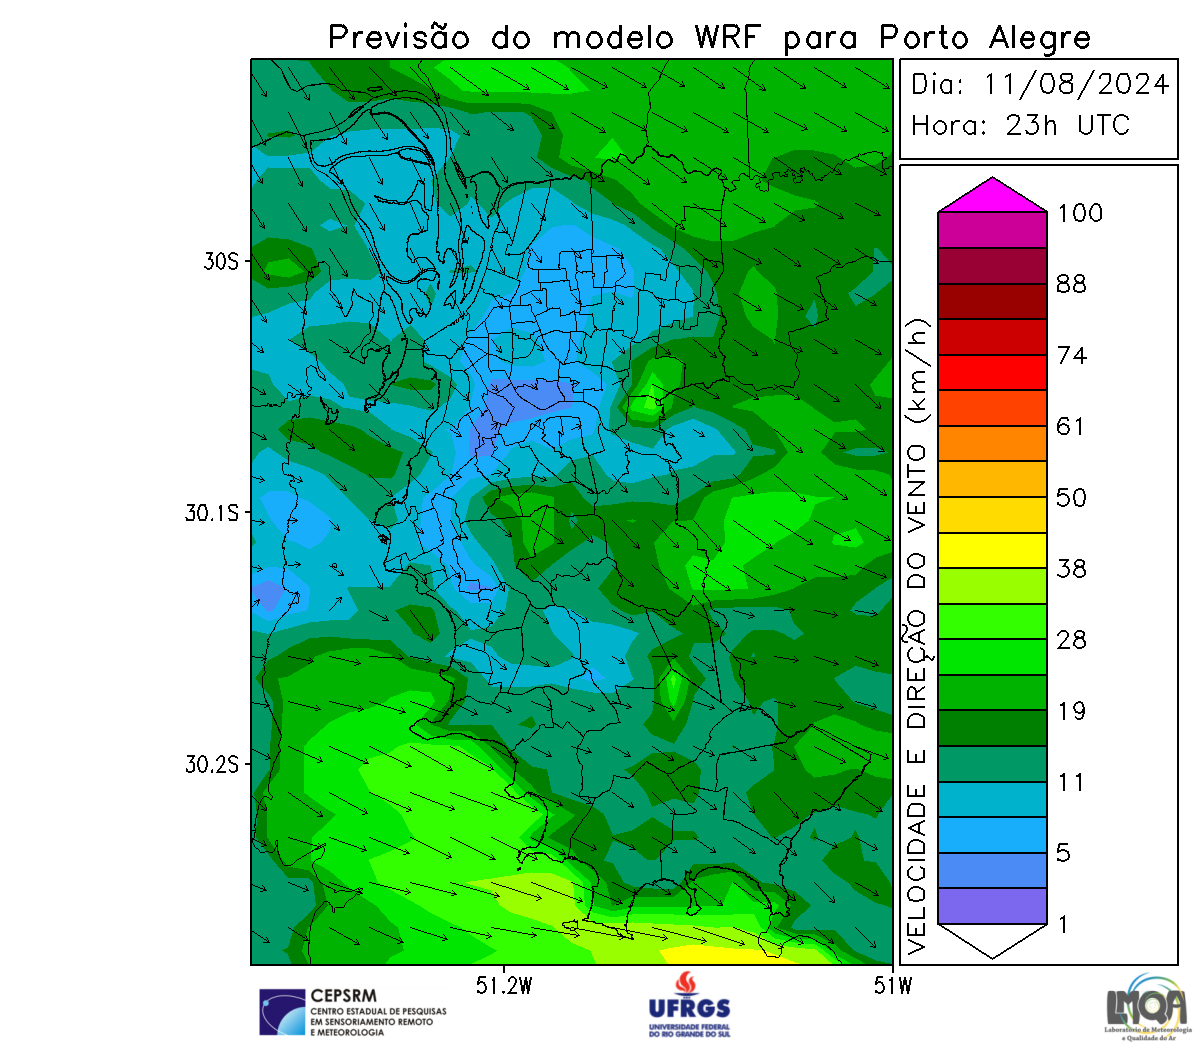 Previsão do modelo WRF para Porto Alegre
Dia: 11/08/2024
Hora: 23h UTC
30S
30.1S
30.2S
51.2W
51W
VELOCIDADE E DIREÇÃO DO VENTO (km/h)
100
88
74
61
50
38
28
19
11
5
1
CEPSRM
CENTRO ESTADUAL DE PESQUISAS
EM SENSORIAMENTO REMOTO
E METEOROLOGIA
UFRGS
UNIVERSIDADE FEDERAL
DO RIO GRANDE DO SUL
LMQA
Laboratório de Meteorologia
e Qualidade do Ar